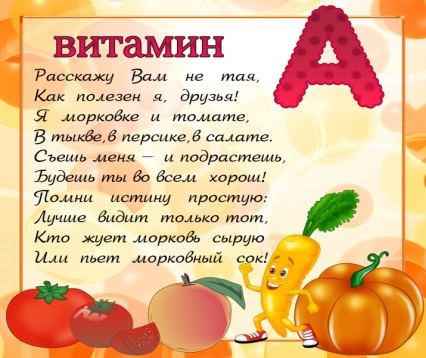 ВИТАМИН А
Расскажу Вам не тая,
Как полезен я, друзья!
Я морковке и томате,
В тыкве,в персике,в салате.
Съешь меня – и подрастешь,
Будешь ты во всем хорош!
Помни истину простую:
Лучше видит только тот,
Кто жует морковь сырую
Или пьет морковный сок!